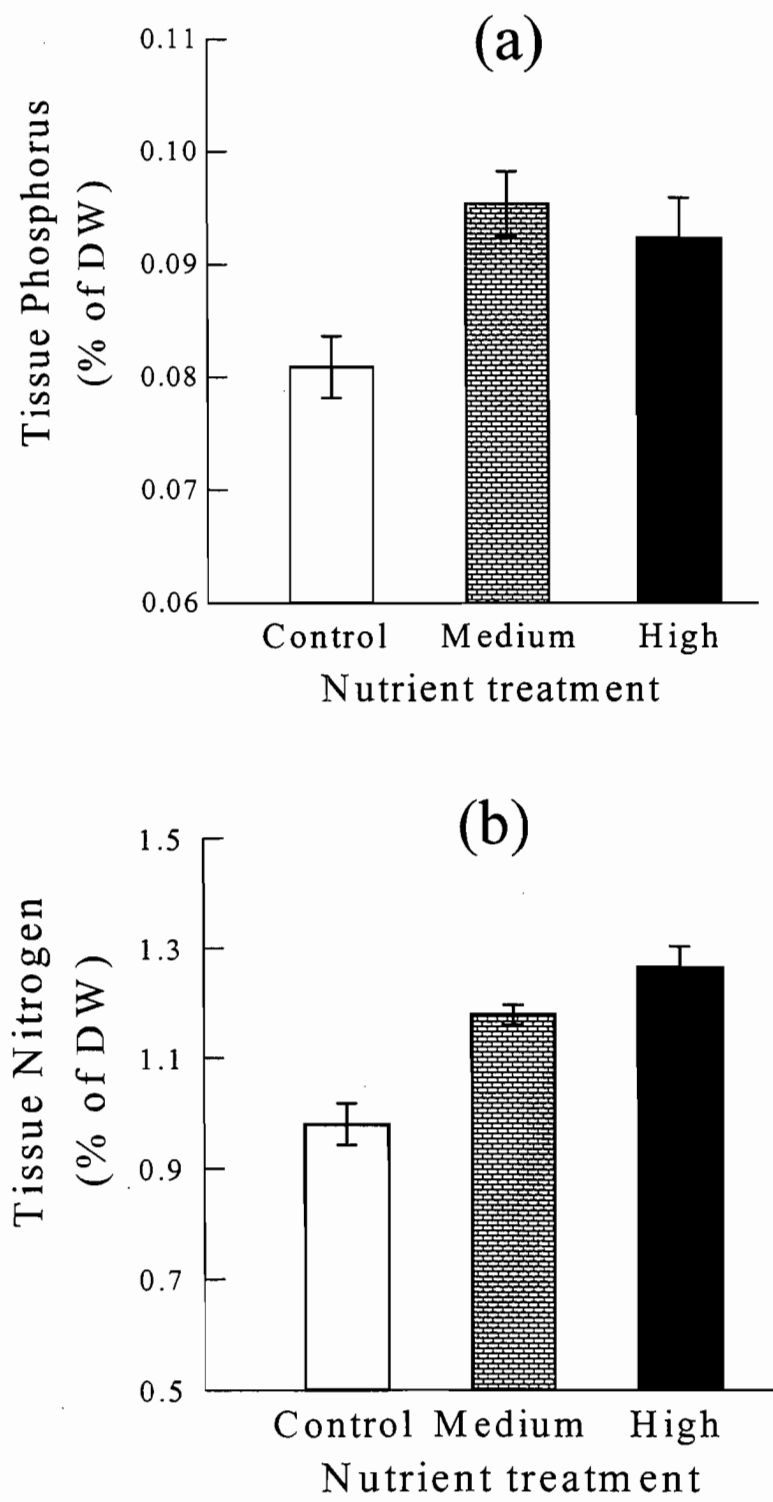 (a)
0.11
0.10
0.09
0.08
0.07
0.06
Tissue Phosphorus
(% of DW)
Control Medium High
Nutrient treatment
(b)
1.5
1.3
1.1
0.9
0.7
0.5
Tissue Nitrogen
(% of DW)
Control Medium High
Nutrient treatment